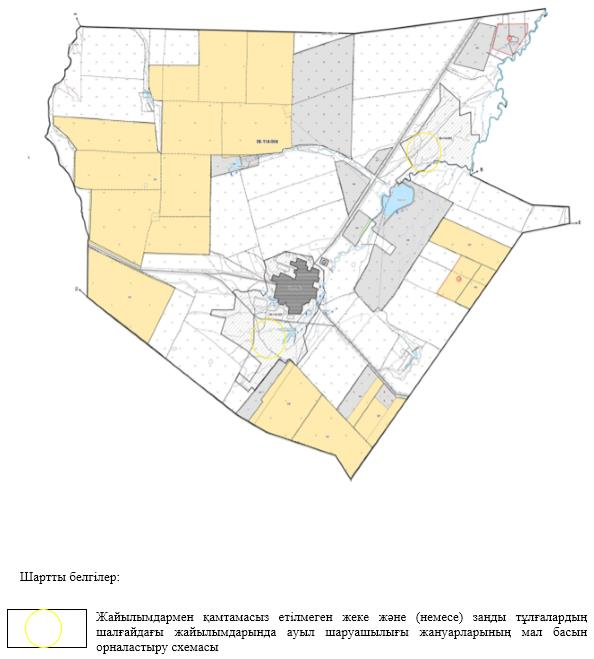 Шартты белгілер:
Жайылымдармен қамтамасыз етілмеген жеке және (немесе) заңды тұлғалардың
шалғайдағы жайылымдарында ауыл шаруашылығы жануарларының мал басын
орналастыру схемасы